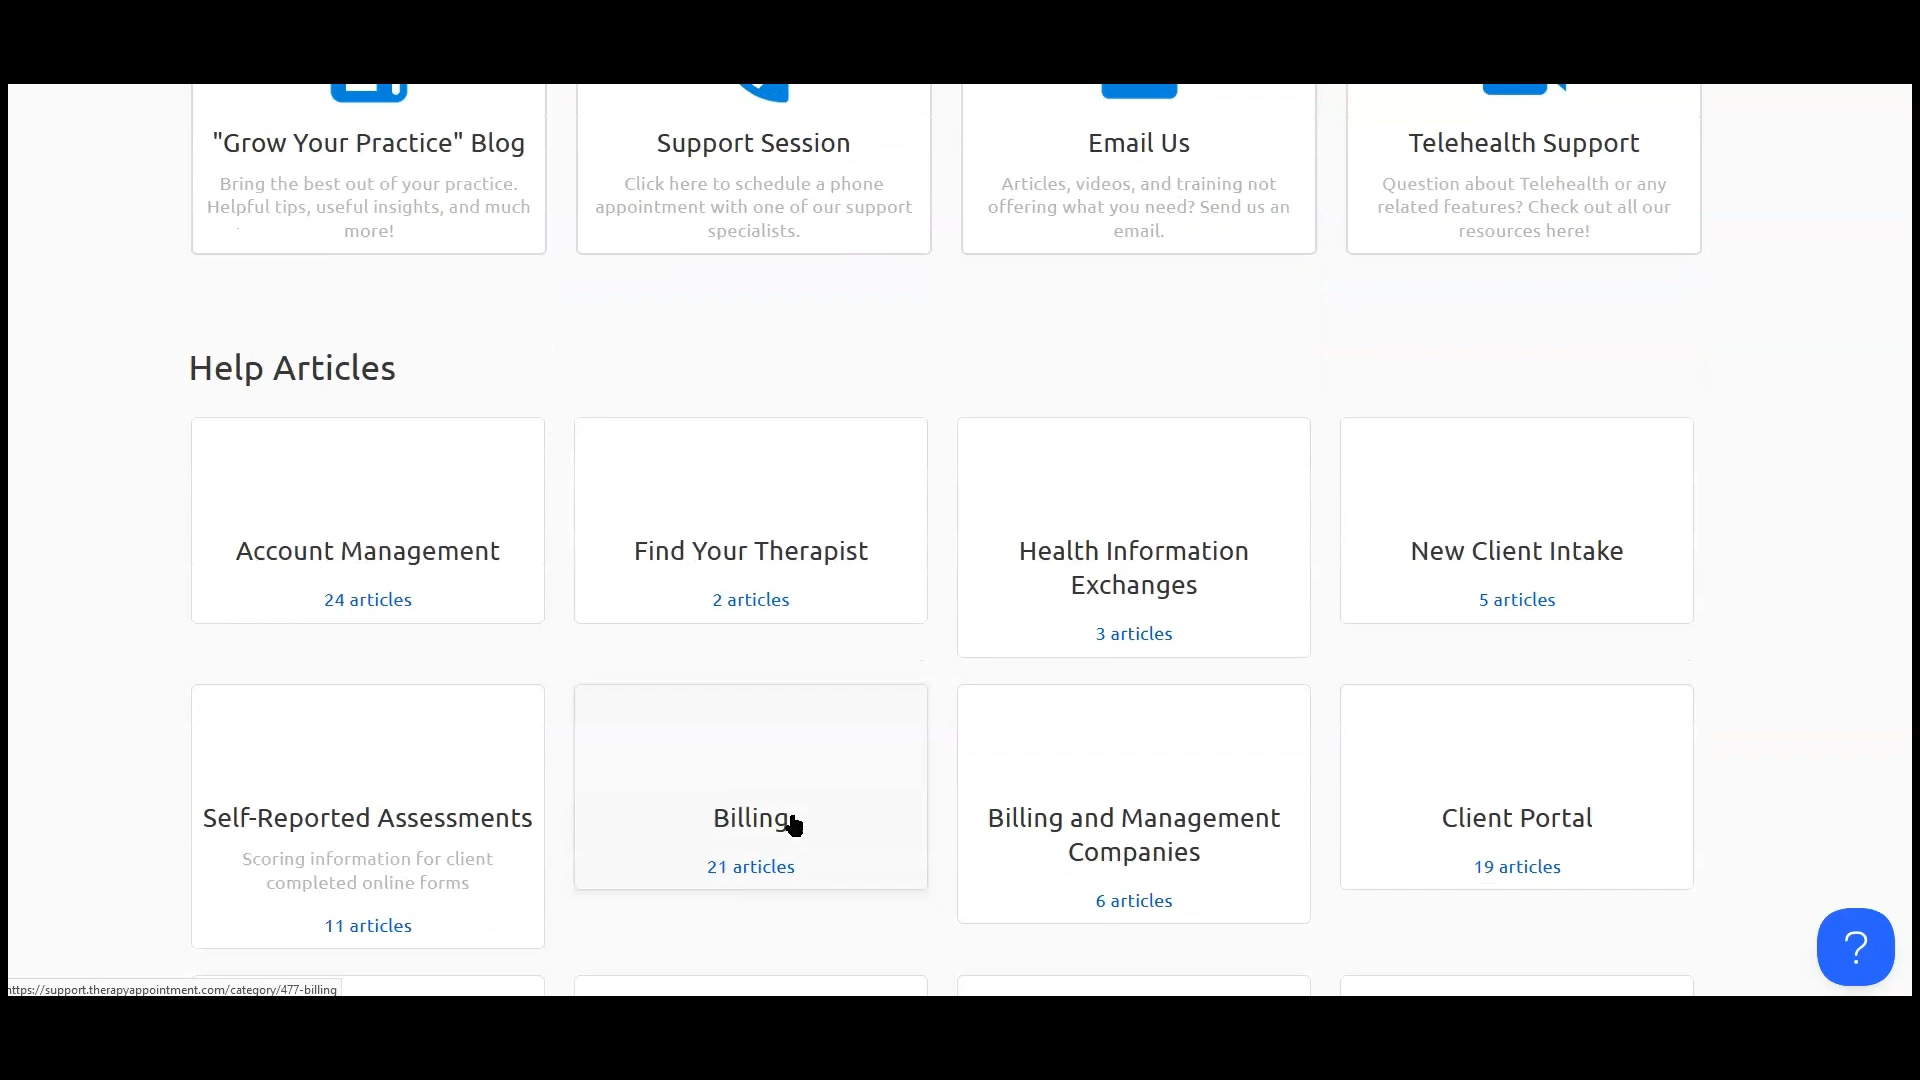 "Grow Your Practice" Blog
Bring the best out of your practice.
Helpful tips, useful insights, and much
more!
Support Session
Click here to schedule a phone
appointment with one of our support
specialists.
Email Us
Articles, videos, and training not
offering what you need? Send us an
email.
Telehealth Support
Question about Telehealth or any
related features? Check out all our
resources here!
Help Articles
Account Management
24 articles
Find Your Therapist
2 articles
Health Information
Exchanges
3 articles
New Client Intake
5 articles
Self-Reported Assessments
Scoring information for client
completed online forms
11 articles
Billing
21 articles
Billing and Management
Companies
6 articles
Client Portal
19 articles
?
https://support.therapyappointment.com/category/477-billing